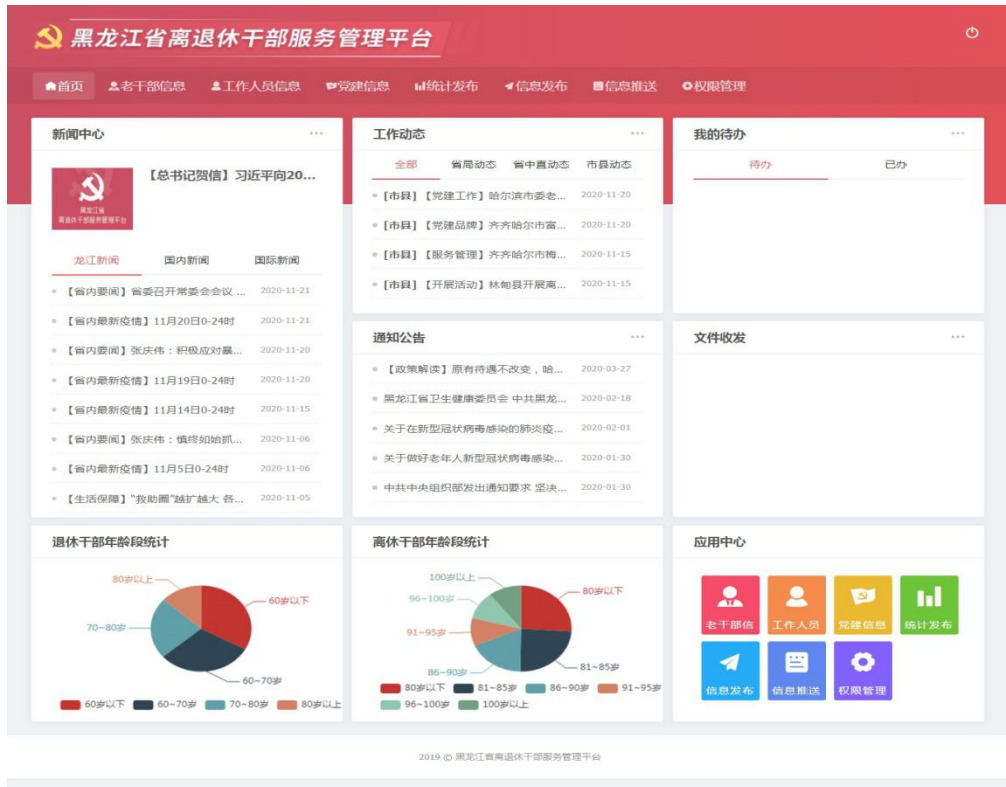 黑龙江省离退休干部服务管理平台
首页 老干部信息 工作人员信息 党建信息 统计发布 信息发布 信息推送 权限管理
新闻中心
黑龙江省
离退休干部服务管理平台
【总书记贺信】习近平向20...
龙江新闻 国内新闻 国际新闻
【省内要闻】省委召开常委会会议 ... 2020-11-21
【省内最新疫情】11月20日0-24时 2020-11-21
【省内要闻】张庆伟：积极应对暴... 2020-11-20
【省内最新疫情】11月19日0-24时 2020-11-20
【省内最新疫情】11月14日0-24时 2020-11-15
【省内要闻】张庆伟：慎终如始抓... 2020-11-06
【省内最新疫情】11月5日0-24时 2020-11-06
【生活保障】"救助圈"越扩越大 各... 2020-11-05
工作动态
全部 省局动态 省中直动态 市县动态
[市县] 【党建工作】哈尔滨市委老... 2020-11-20
[市县] 【党建品牌】齐齐哈尔市富... 2020-11-20
[市县] 【服务管理】齐齐哈尔市梅... 2020-11-15
[市县] 【开展活动】林甸县开展离... 2020-11-15
我的待办
待办 已办
通知公告
【政策解读】原有待遇不改变，哈... 2020-03-27
黑龙江省卫生健康委员会 中共黑龙... 2020-02-18
关于在新型冠状病毒感染的肺炎疫... 2020-02-01
关于做好老年人新型冠状病毒感染... 2020-01-30
中共中央组织部发出通知要求 坚决... 2020-01-30
文件收发
退休干部年龄段统计
80岁以上
60岁以下
70~80岁
60~70岁
60岁以下 60~70岁 70~80岁 80岁以上
离休干部年龄段统计
100岁以上
96~100岁
80岁以下
91~95岁
86~90岁
81~85岁
80岁以下 81~85岁 86~90岁 91~95岁
96~100岁 100岁以上
应用中心
老干部信 工作人员 党建信息 统计发布
信息发布 信息推送 权限管理
2019 © 黑龙江省离退休干部服务管理平台